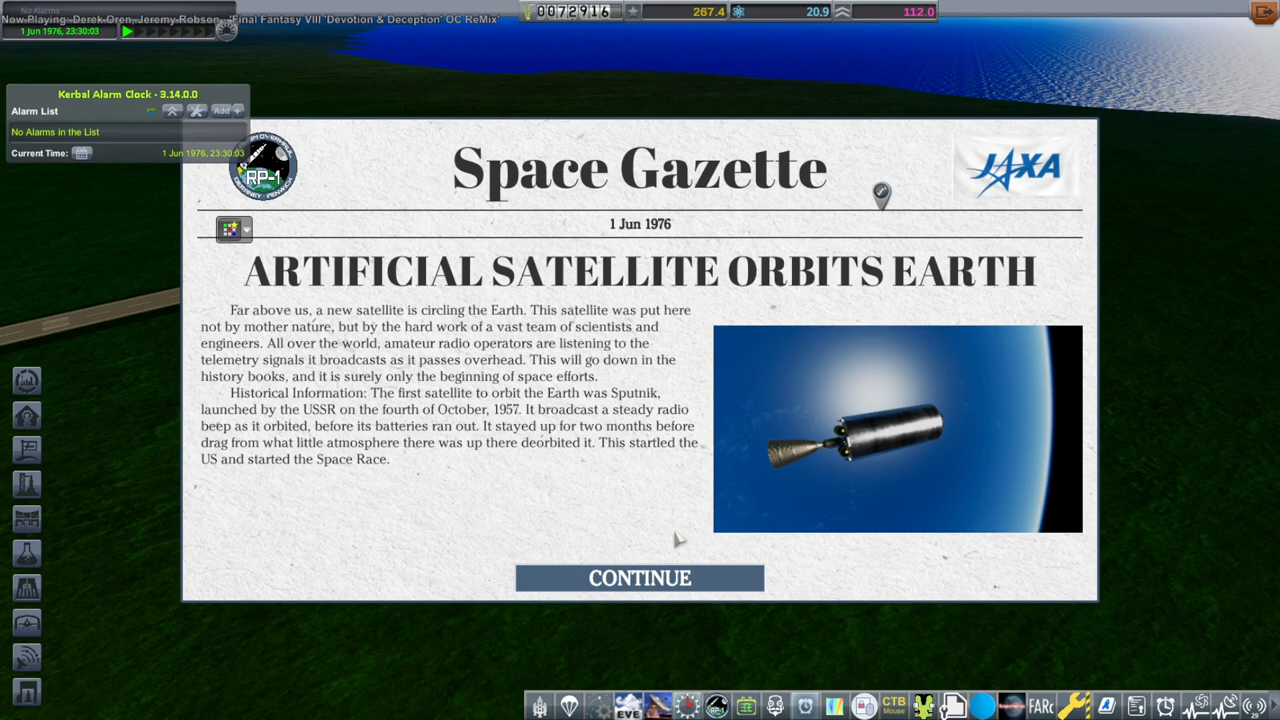 No Alarms
Now Playing: Derek Oren, Jeremy Robson, 'Final Fantasy VIII 'Devotion & Deception' OC ReMix'
1 Jun 1976, 23:30:03
0072916
267.4
20.9
112.0
Kerbal Alarm Clock - 3.14.0.0
Alarm List
Add +
No Alarms in the List
Current Time:
1 Jun 1976, 23:30:03
RP-1
Space Gazette
JAXA
1 Jun 1976
ARTIFICIAL SATELLITE ORBITS EARTH
Far above us, a new satellite is circling the Earth. This satellite was put here
not by mother nature, but by the hard work of a vast team of scientists and
engineers. All over the world, amateur radio operators are listening to the
telemetry signals it broadcasts as it passes overhead. This will go down in the
history books, and it is surely only the beginning of space efforts.
Historical Information: The first satellite to orbit the Earth was Sputnik,
launched by the USSR on the fourth of October, 1957. It broadcast a steady radio
beep as it orbited, before its batteries ran out. It stayed up for two months before
drag from what little atmosphere there was up there deorbited it. This startled the
US and started the Space Race.
CONTINUE
EVE
RP-1
CTB
Mouse
FARc
29